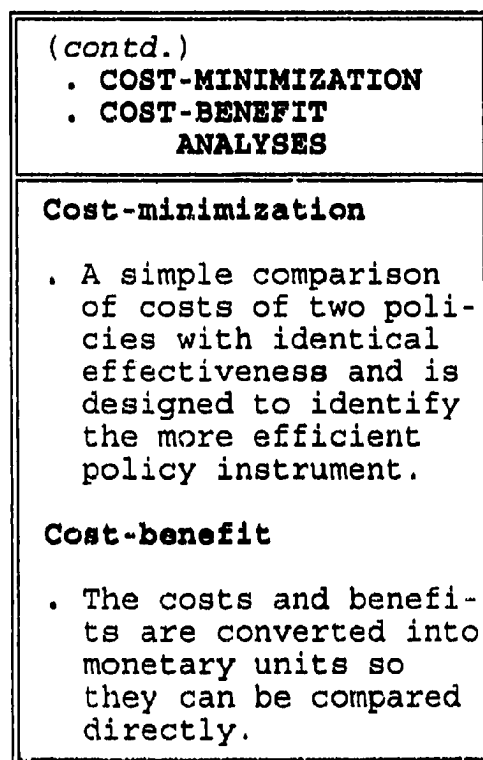 (contd.)
. COST-MINIMIZATION
. COST-BENEFIT
ANALYSES
Cost-minimization
. A simple comparison
of costs of two poli-
cies with identical
effectiveness and is
designed to identify
the more efficient
policy instrument.
Cost-benefit
. The costs and benefi-
ts are converted into
monetary units so
they can be compared
directly.